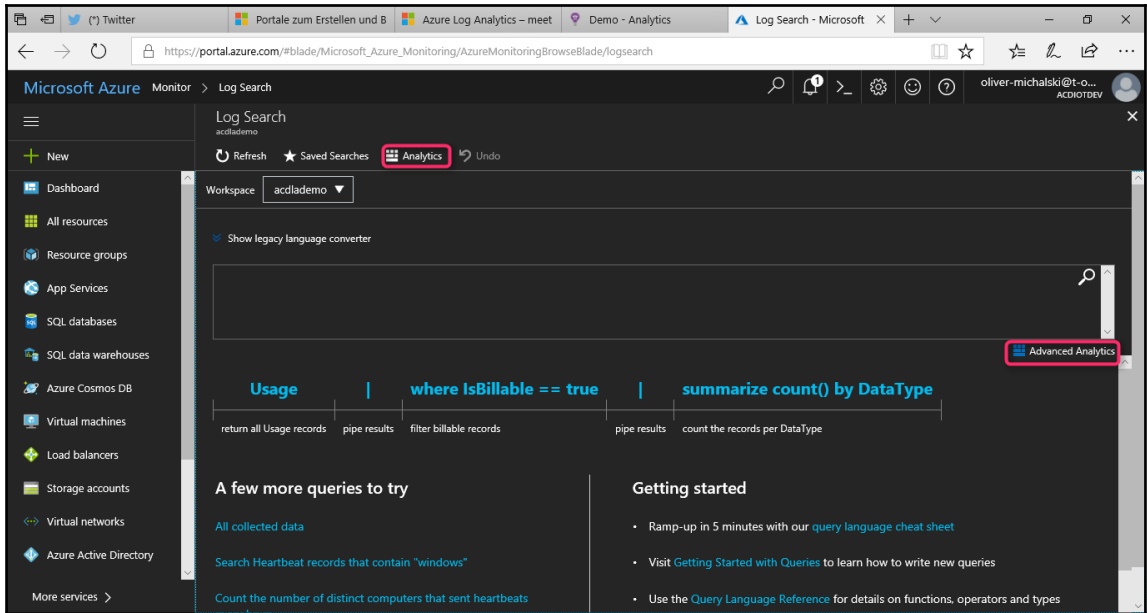 (*) Twitter
Portale zum Erstellen und B
Azure Log Analytics – meet
Demo - Analytics
Log Search - Microsoft
https://portal.azure.com/#blade/Microsoft_Azure_Monitoring/AzureMonitoringBrowseBlade/logsearch
Microsoft Azure Monitor > Log Search
1
oliver-michalski@t-o...
ACDIOTDEV
Log Search
acdlademo
New
Refresh Saved Searches Analytics Undo
Dashboard
Workspace acdlademo
All resources
Show legacy language converter
Resource groups
App Services
SQL databases
SQL data warehouses
Advanced Analytics
Azure Cosmos DB
Usage | where IsBillable == true | summarize count() by DataType
Virtual machines
return all Usage records pipe results filter billable records pipe results count the records per DataType
Load balancers
Storage accounts
A few more queries to try
Getting started
Virtual networks
All collected data
• Ramp-up in 5 minutes with our query language cheat sheet
Azure Active Directory
Search Heartbeat records that contain "windows"
• Visit Getting Started with Queries to learn how to write new queries
More services >
Count the number of distinct computers that sent heartbeats
• Use the Query Language Reference for details on functions, operators and types